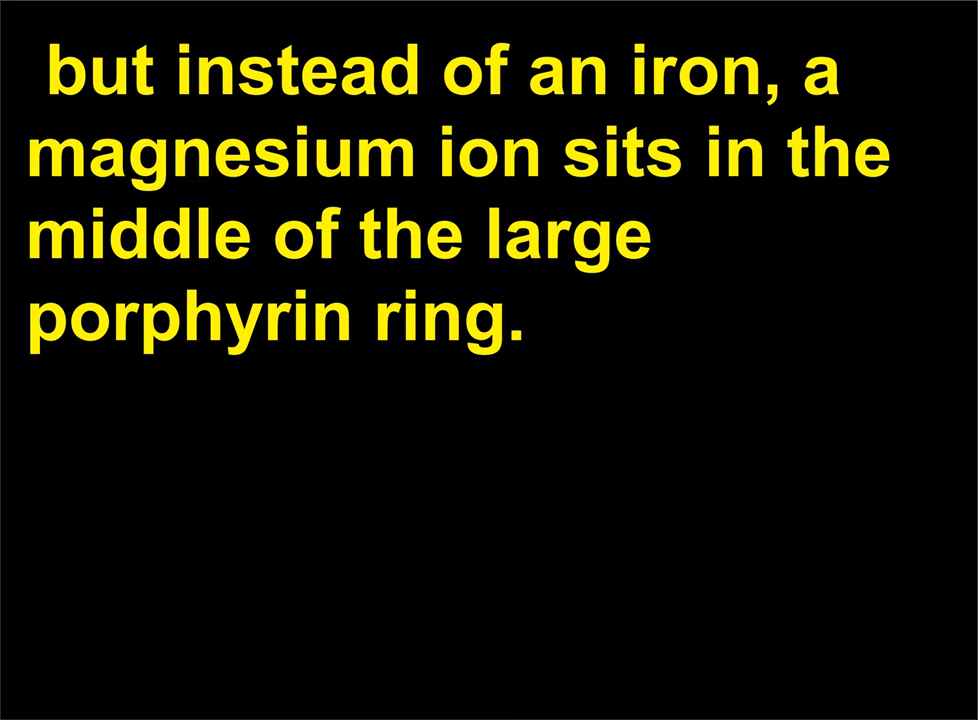 but instead of an iron, a
magnesium ion sits in the
middle of the large
porphyrin ring.